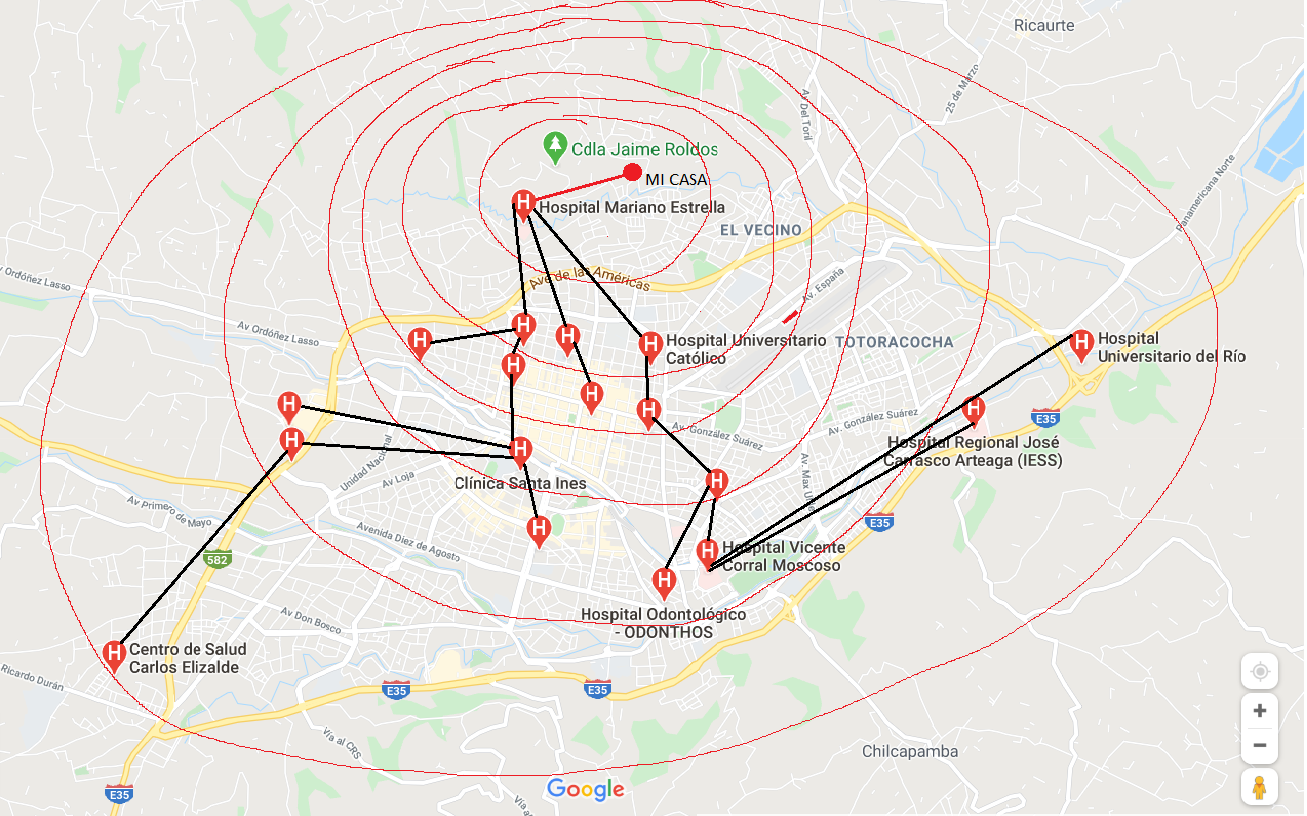 Ricaurte
25 de Marzo
Av. Del Toril
Panamericana Norte
Cdla Jaime Roldos
MI CASA
H
Hospital Mariano Estrella
EL VECINO
Ave de las Américas
Av. España
Av Ordóñez Lasso
Av Ordóñez Lasso
H
H
H
H
Hospital Universitario
Católico
TOTORACOCHA
H
Hospital
Universitario del Río
H
H
H
H
H
Av. González Suárez
Av. González Suárez
E35
Hospital Regional José
Carrasco Arteaga (IESS)
H
H
Unidad Nacional
Av Loja
Clínica Santa Ines
H
Av. Max Uhle
Av Primero de Mayo
Avenida Diez de Agosto
H
E35
582
H
Hospital Vicente
Corral Moscoso
H
Hospital Odontológico
- ODONTHOS
Av Don Bosco
H
Centro de Salud
Carlos Elizalde
Ricardo Durán
E35
E35
Vía al CRS
Chilcapamba
Google
E35
Vía al
+
−